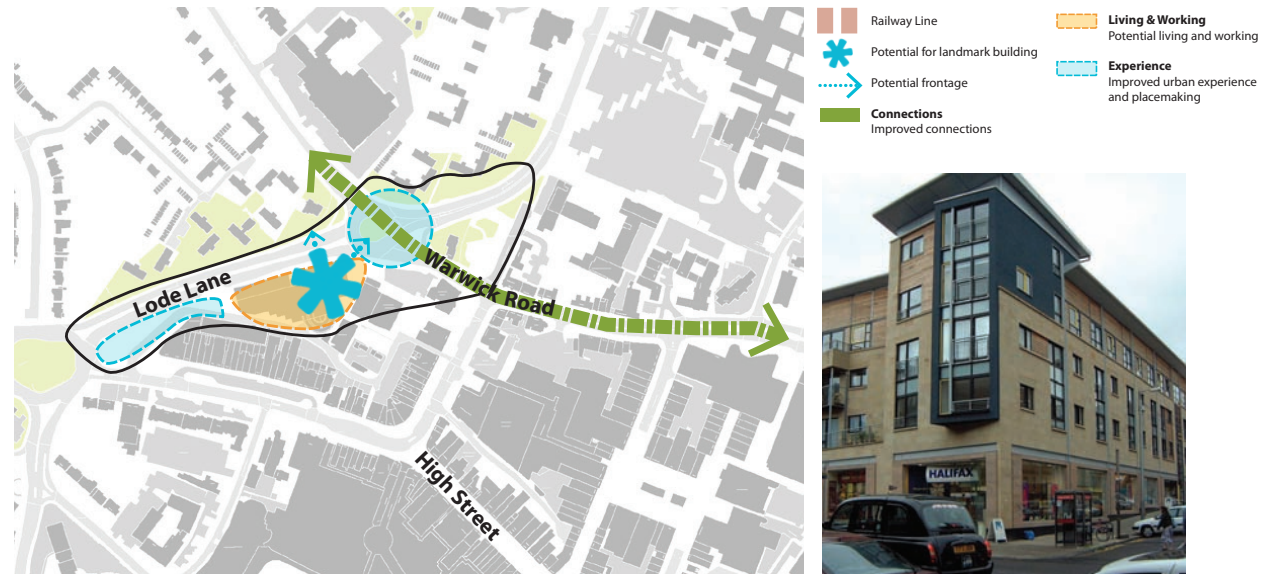 Lode Lane
Warwick Road
High Street
Railway Line
Potential for landmark building
Potential frontage
Connections
Improved connections
Living & Working
Potential living and working
Experience
Improved urban experience
and placemaking
HALIFAX